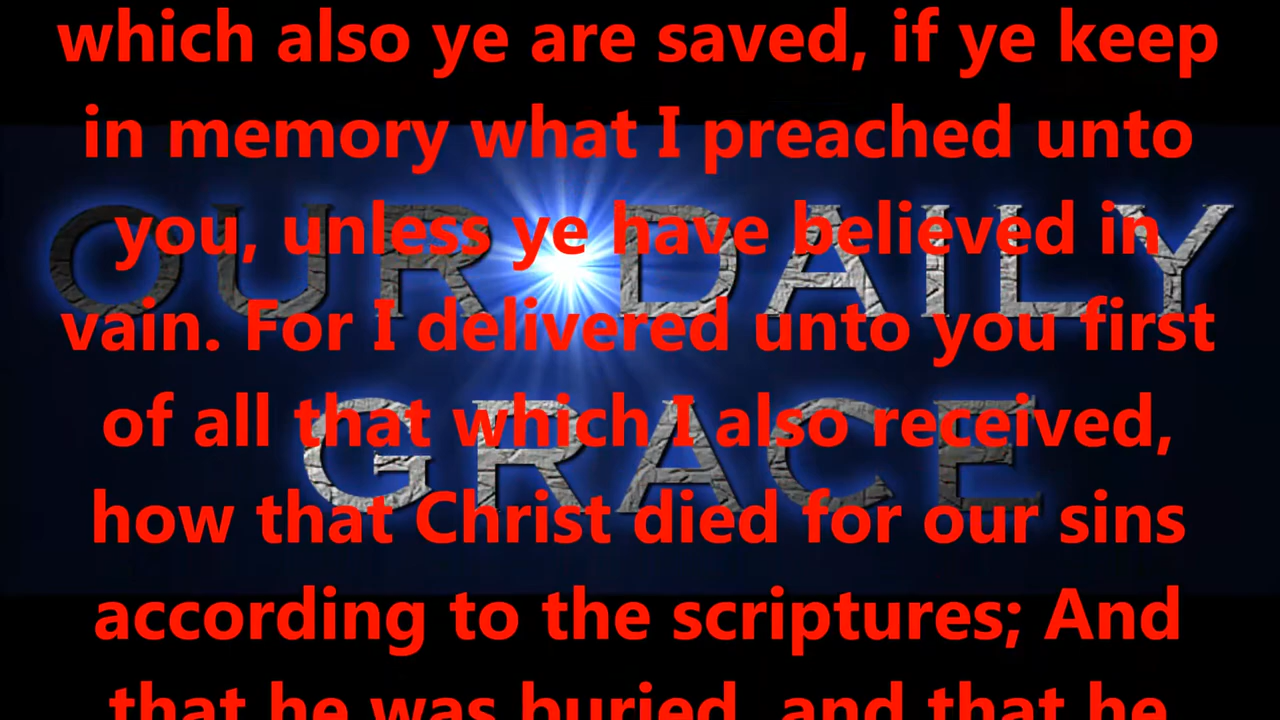 which also ye are saved, if ye keep
in memory what I preached unto
you, unless ye have believed in
vain. For I delivered unto you first
of all that which I also received,
how that Christ died for our sins
according to the scriptures; And
that he was buried, and that he
OUR DAILY
GRACE